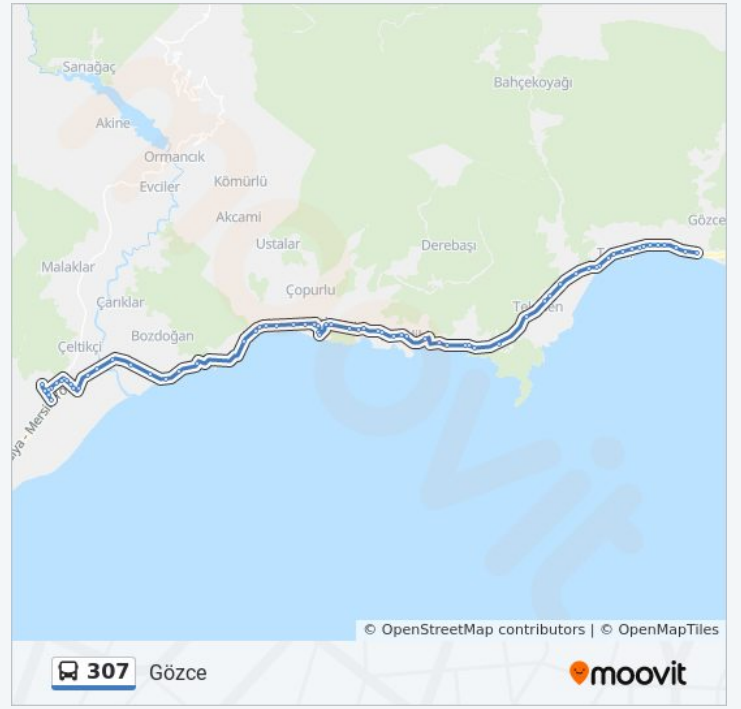 Sarıağaç
Bahçekoyağı
Akine
Ormancık
Evciler
Kömürlü
Akcami
Gözce
Ustalar
Derebaşı
Malaklar
Çopurlu
Çarıklar
Bozdoğan
Çeltikçi
© OpenStreetMap contributors | © OpenMapTiles
307 Gözce
moovit